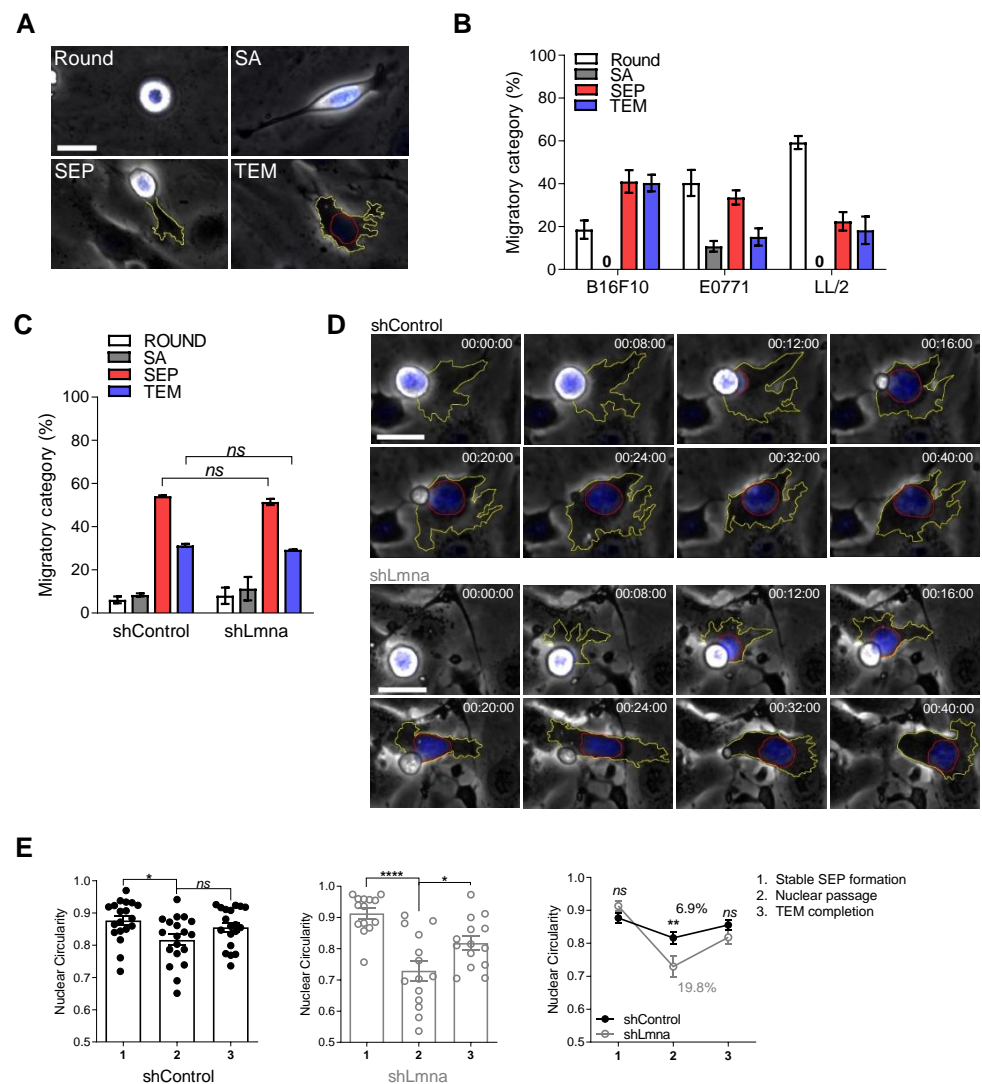 A
Round
SA
SEP
TEM
B
Migratory category (%)
100
80
60
40
20
0
Round
SA
SEP
TEM
0
0
B16F10
E0771
LL/2
C
ROUND
SA
SEP
TEM
Migratory category (%)
100
80
60
40
20
0
ns
ns
shControl
shLmna
D
shControl
00:00:00
00:08:00
00:12:00
00:16:00
00:20:00
00:24:00
00:32:00
00:40:00
shLmna
00:00:00
00:08:00
00:12:00
00:16:00
00:20:00
00:24:00
00:32:00
00:40:00
E
Nuclear Circularity
1.0
0.9
0.8
0.7
0.6
0.5
*
ns
1
2
3
shControl
Nuclear Circularity
1.0
0.9
0.8
0.7
0.6
0.5
****
*
1
2
3
shLmna
Nuclear Circularity
1.0
0.9
0.8
0.7
0.6
0.5
ns
**
6.9%
ns
19.8%
shControl
shLmna
1
2
3
1. Stable SEP formation
2. Nuclear passage
3. TEM completion